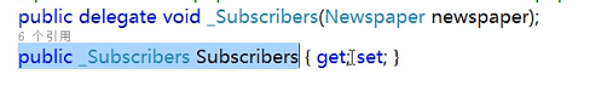 public delegate void _Subscribers(Newspaper newspaper);
6 个引用
public _Subscribers Subscribers { get; set; }